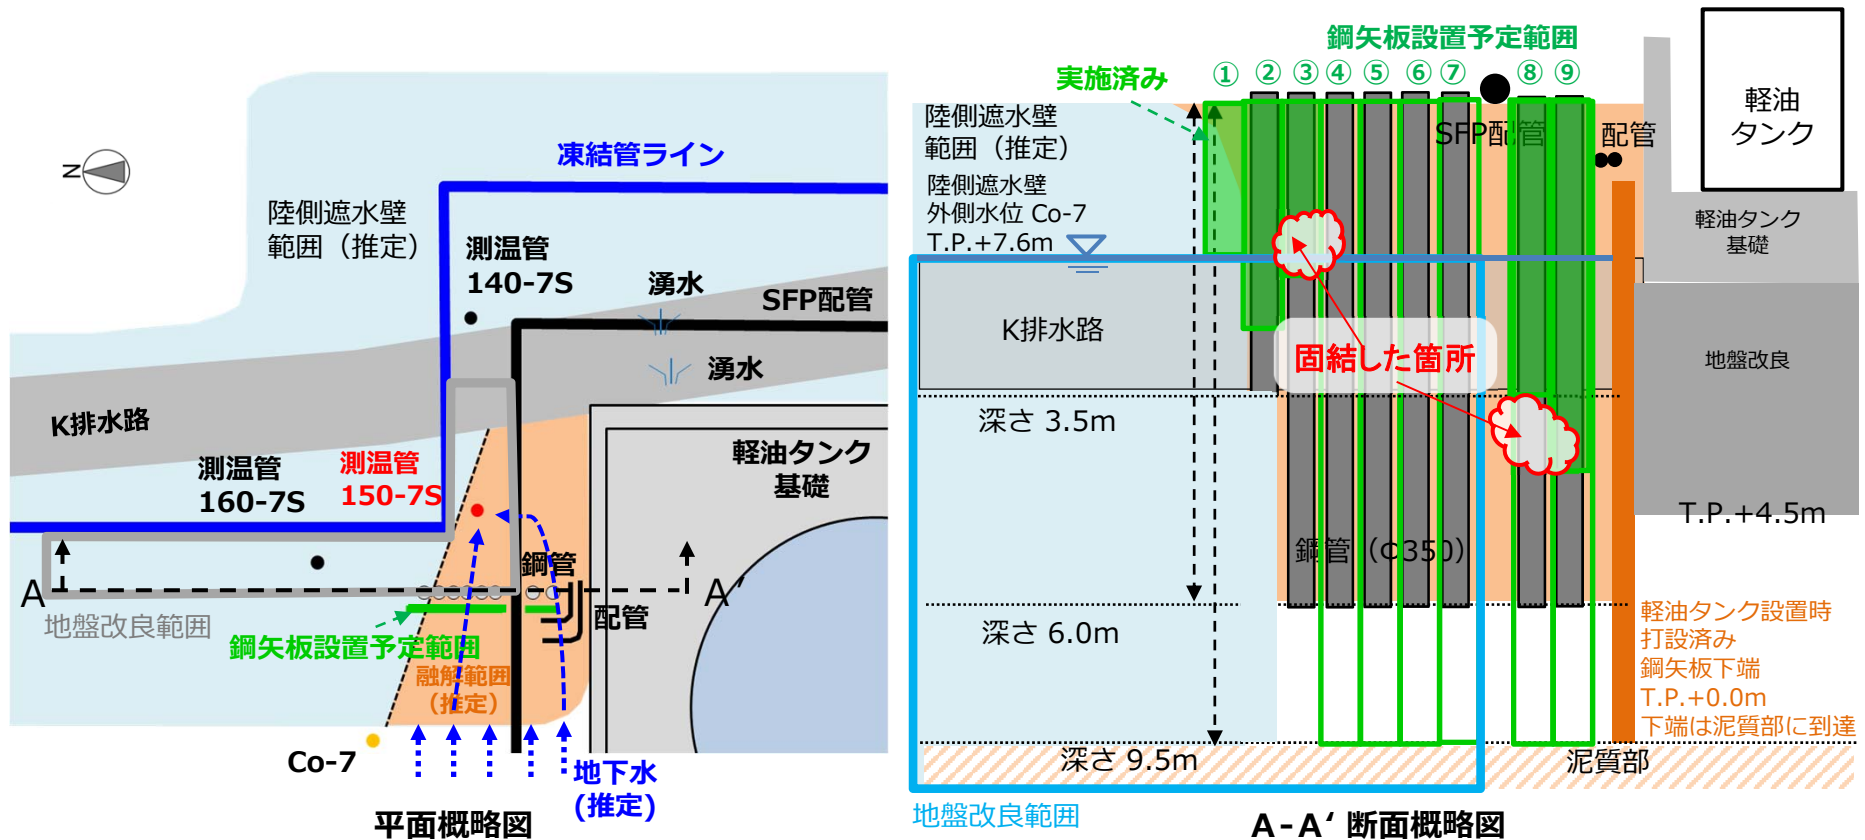 N
凍結管ライン
陸側遮水壁
範囲（推定）
測温管
140-7S
湧水
SFP配管
湧水
K排水路
測温管
160-7S
測温管
150-7S
軽油タンク
基礎
鋼管
A
A'
配管
地盤改良範囲
鋼矢板設置予定範囲
融解範囲
（推定）
Co-7
地下水
(推定)
平面概略図
鋼矢板設置予定範囲
実施済み
① ② ③ ④ ⑤ ⑥ ⑦ ⑧ ⑨
陸側遮水壁
範囲（推定）
SFP配管
配管
軽油
タンク
陸側遮水壁
外側水位 Co-7
T.P.+7.6m
軽油タンク
基礎
K排水路
固結した箇所
地盤改良
深さ 3.5m
T.P.+4.5m
鋼管（Φ350）
深さ 6.0m
軽油タンク設置時
打設済み
鋼矢板下端
T.P.+0.0m
下端は泥質部に到達
深さ 9.5m
泥質部
地盤改良範囲
A-A‘ 断面概略図